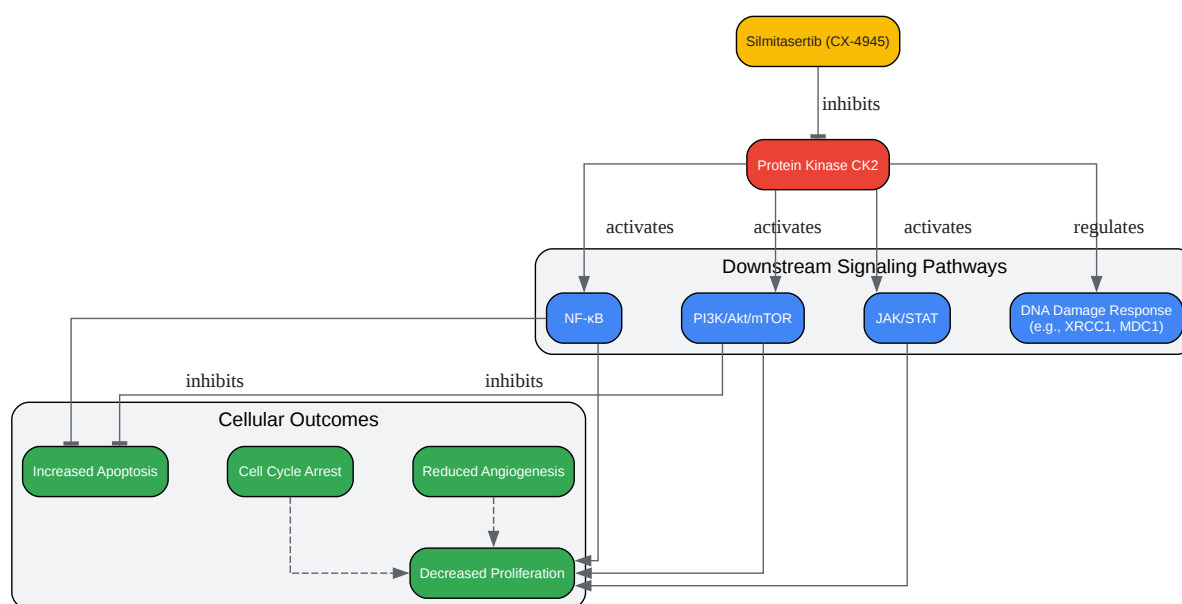 Silmitasertib (CX-4945)
inhibits
Protein Kinase CK2
activates
activates
activates
regulates
Downstream Signaling Pathways
NF-κB
PI3K/Akt/mTOR
JAK/STAT
DNA Damage Response
(e.g., XRCC1, MDC1)
inhibits
inhibits
Cellular Outcomes
Increased Apoptosis
Cell Cycle Arrest
Reduced Angiogenesis
Decreased Proliferation